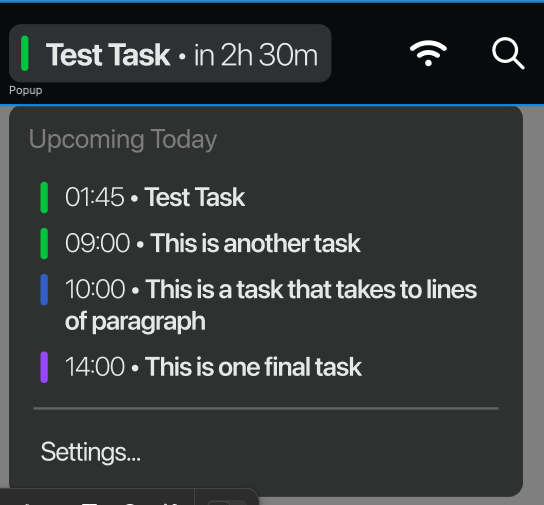 Test Task • in 2h 30m
Popup
Upcoming Today
01:45 • Test Task
09:00 • This is another task
10:00 • This is a task that takes to lines
of paragraph
14:00 • This is one final task
Settings...